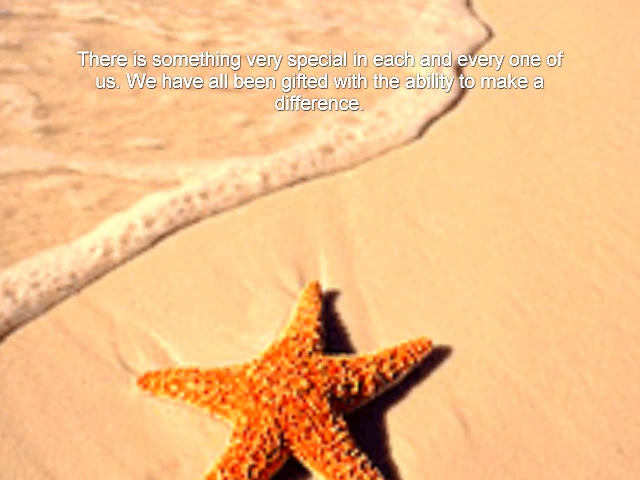 There is something very special in each and every one of
us. We have all been gifted with the ability to make a
difference.